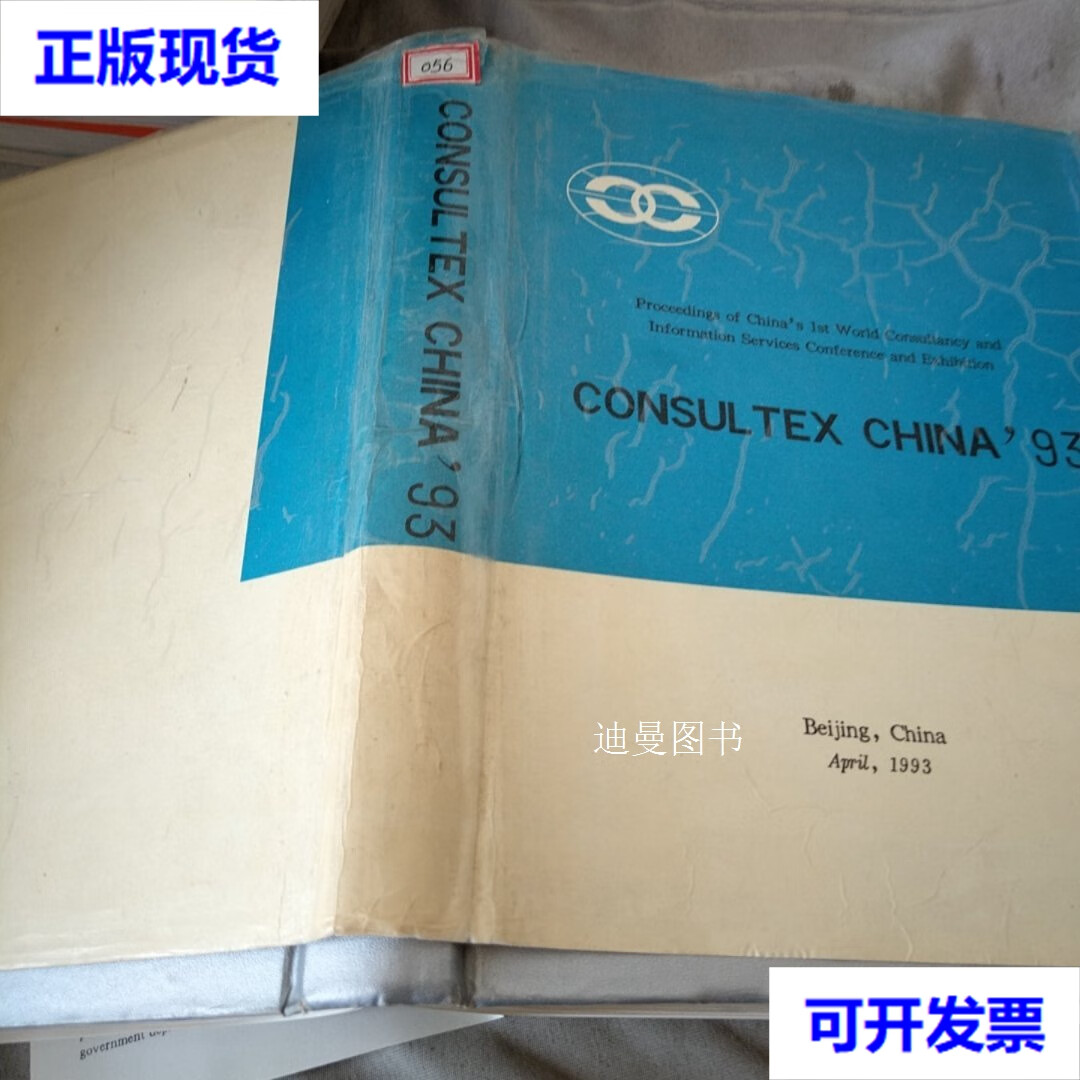 正版现货
056
CONSULTEX CHINA'93
Proceedings of China's 1st World Consultancy and
Information Services Conference and Exhibition
CONSULTEX CHINA'93
迪曼图书
Beijing, China
April, 1993
government
可开发票